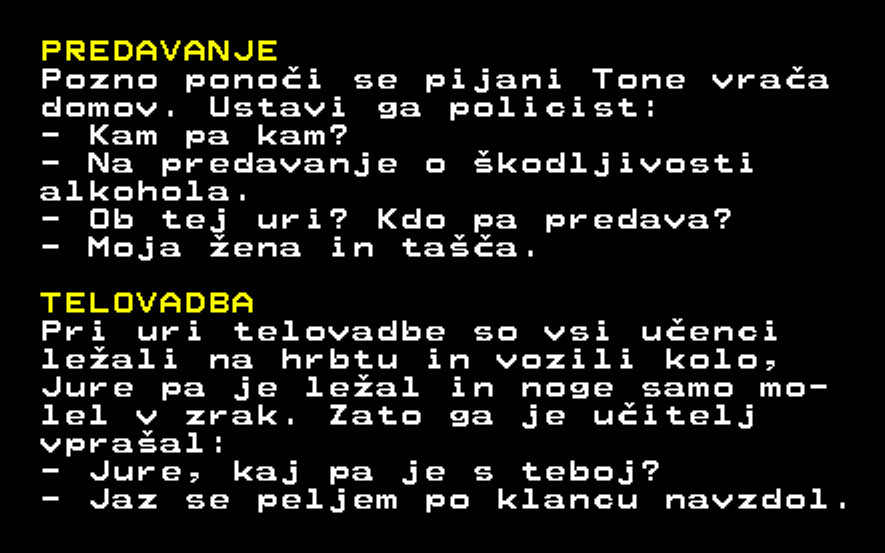 PREDAVANJE
Pozno ponoči se pijani Tone vrača
domov. Ustavi ga policist:
- Kam pa kam?
- Na predavanje o škodljivosti
alkohola.
- Ob tej uri? Kdo pa predava?
- Moja žena in tašča.
TELOVADBA
Pri uri telovadbe so vsi učenci
ležali na hrbtu in vozili kolo,
Jure pa je ležal in noge samo mo-
lel v zrak. Zato ga je učitelj
vprašal:
- Jure, kaj pa je s teboj?
- Jaz se peljem po klancu navzdol.